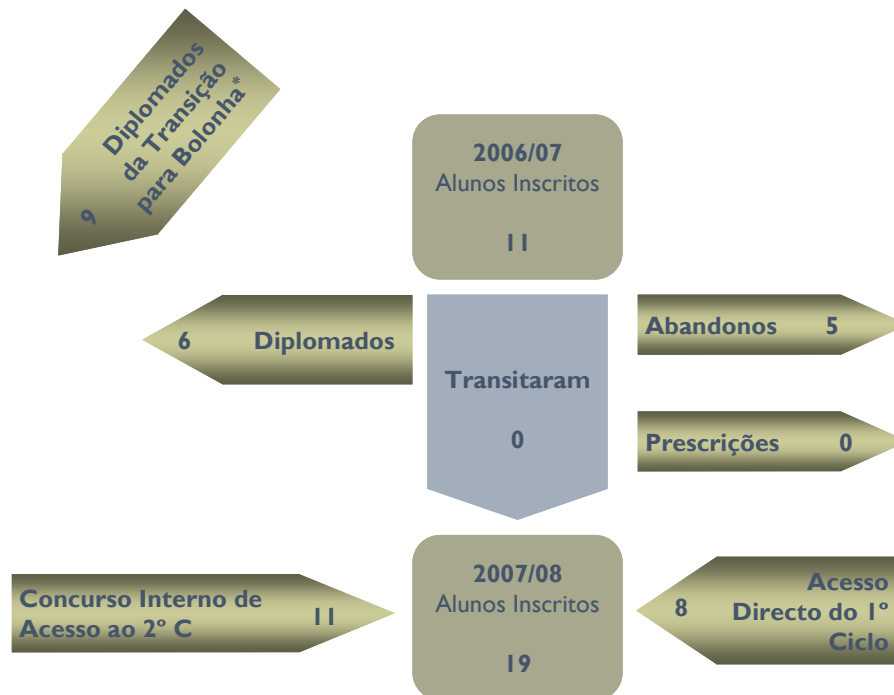 Diplomados
da Transição
para Bolonha*
9
2006/07
Alunos Inscritos
11
6 Diplomados
Transitaram
0
Abandonos 5
Prescrições 0
Concurso Interno de
Acesso ao 2º C
11
2007/08
Alunos Inscritos
19
8
Acesso
Directo do 1º
Ciclo